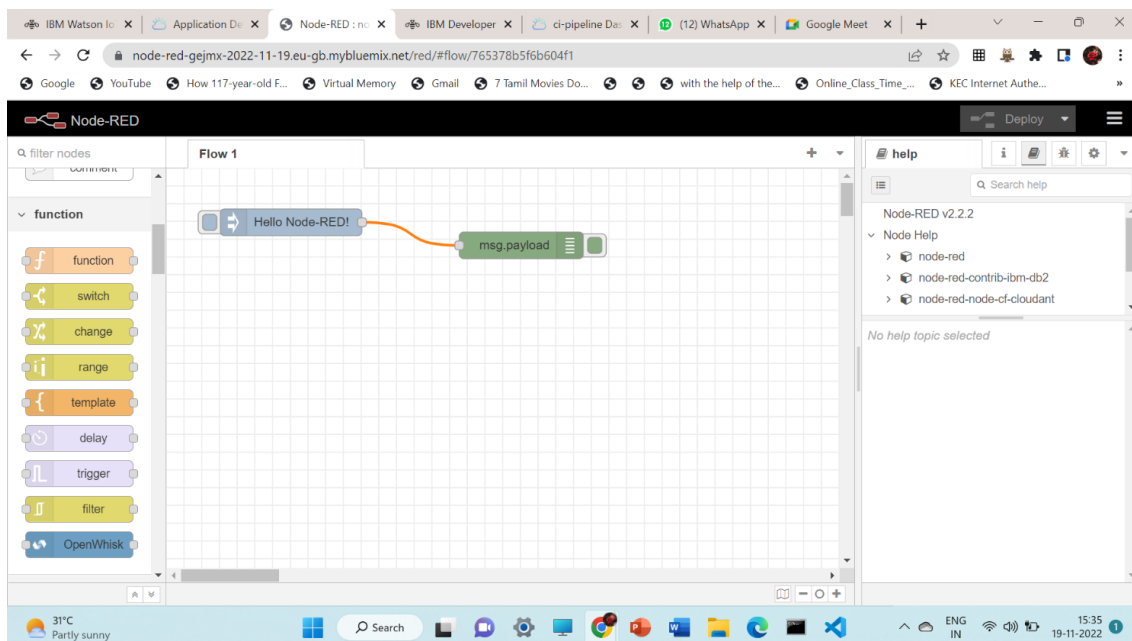 IBM Watson Io
Application De
Node-RED : no
IBM Developer
ci-pipeline Das
(12) WhatsApp
Google Meet
node-red-gejmx-2022-11-19.eu-gb.mybluemix.net/red/#flow/765378b5f6b604f1
Google
YouTube
How 117-year-old F...
Virtual Memory
Gmail
7 Tamil Movies Do...
with the help of the...
Online_Class_Time_...
KEC Internet Authe...
»
Node-RED
Deploy
filter nodes
Flow 1
help
i
comment
Search help
function
Hello Node-RED!
msg.payload
Node-RED v2.2.2
Node Help
node-red
node-red-contrib-ibm-db2
node-red-node-cf-cloudant
No help topic selected
function
switch
change
range
template
delay
trigger
filter
OpenWhisk
31°C
Partly sunny
Search
ENG
IN
15:35
19-11-2022
1